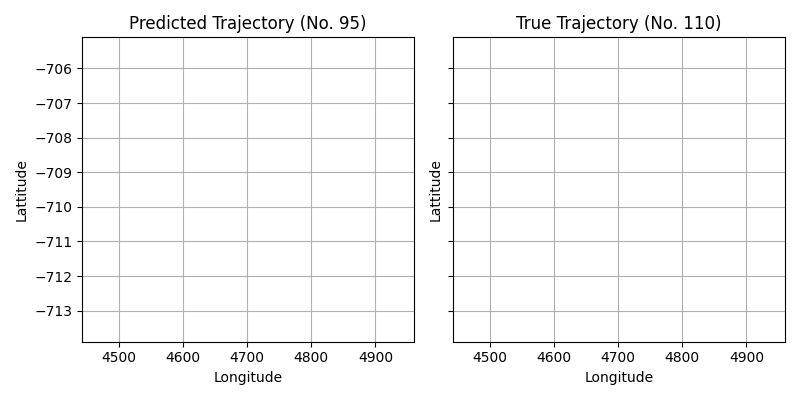 Predicted Trajectory (No. 95)
True Trajectory (No. 110)
−706
−707
−708
−709
−710
−711
−712
−713
Lattitude
Lattitude
4500 4600 4700 4800 4900
4500 4600 4700 4800 4900
Longitude
Longitude